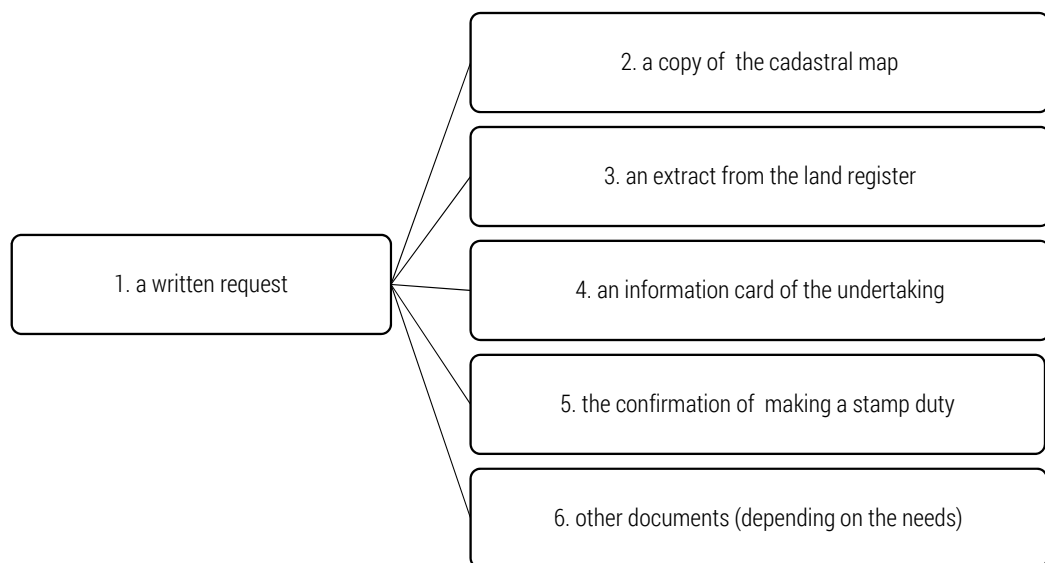 1. a written request
2. a copy of  the cadastral map
3. an extract from the land register
4. an information card of the undertaking
5. the confirmation of  making a stamp duty
6. other documents (depending on the needs)